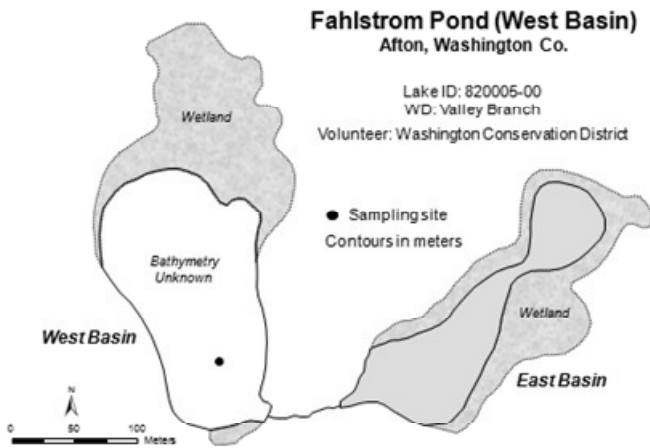 Fahlstrom Pond (West Basin)
Afton, Washington Co.
Lake ID: 820005-00
WD: Valley Branch
Volunteer: Washington Conservation District
Wetland
Sampling site
Contours in meters
Bathymetry
Unknown
West Basin
Wetland
East Basin
N
0 50 100
Meters